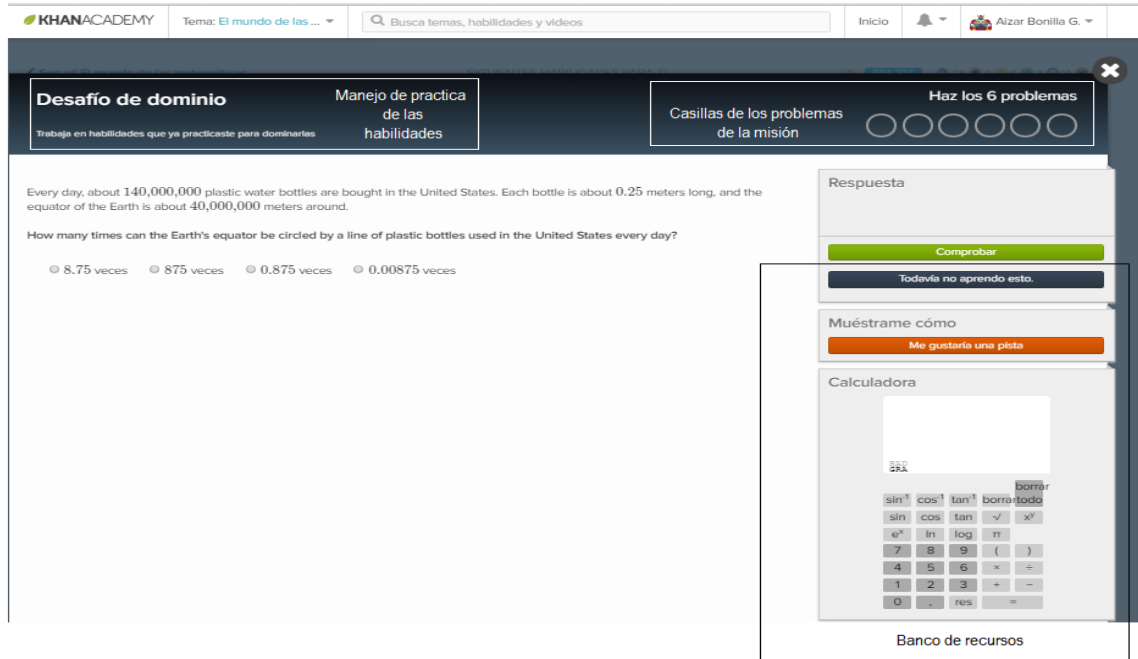 KHANACADEMY
Tema: El mundo de las ...
Busca temas, habilidades y videos
Inicio
Aizar Bonilla G.
Desafío de dominio
Trabaja en habilidades que ya practicaste para dominarlas
Manejo de practica
de las
habilidades
Casillas de los problemas
de la misión
Haz los 6 problemas
Every day, about 140,000,000 plastic water bottles are bought in the United States. Each bottle is about 0.25 meters long, and the
equator of the Earth is about 40,000,000 meters around.
How many times can the Earth's equator be circled by a line of plastic bottles used in the United States every day?
8.75 veces 875 veces 0.875 veces 0.00875 veces
Respuesta
Comprobar
Todavía no aprendo esto.
Muéstrame cómo
Me gustaría una pista
Calculadora
RAD
GRA
sin⁻¹ cos⁻¹ tan⁻¹ borrar borrar todo
sin cos tan √ xʸ
eˣ ln log π
7 8 9 ( )
4 5 6 × ÷
1 2 3 + −
0 . res =
Banco de recursos